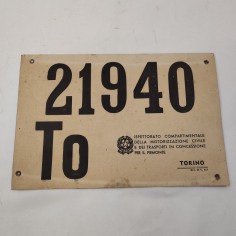 21940
To
ISPETTORATO COMPARTIMENTALE
DELLA MOTORIZZAZIONE CIVILE
E DEI TRASPORTI IN CONCESSIONE
PER IL PIEMONTE
TORINO